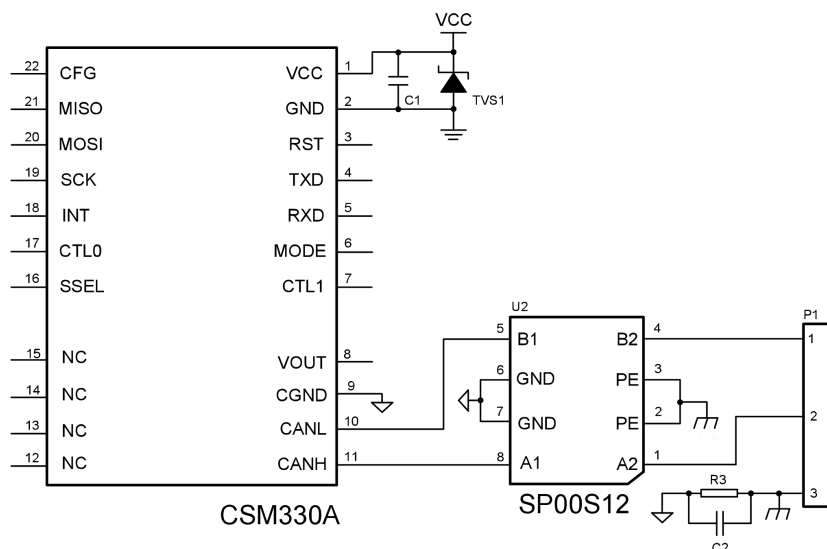 VCC
22 CFG VCC 1
C1 TVS1
21 MISO GND 2
20 MOSI RST 3
19 SCK TXD 4
18 INT RXD 5
17 CTL0 MODE 6
16 SSEL CTL1 7
15 NC VOUT 8
14 NC CGND 9
13 NC CANL 10
12 NC CANH 11
CSM330A
U2
5 B1 B2 4
6 GND PE 3
7 GND PE 2
8 A1 A2 1
SP00S12
P1
1
2
3
R3
C2